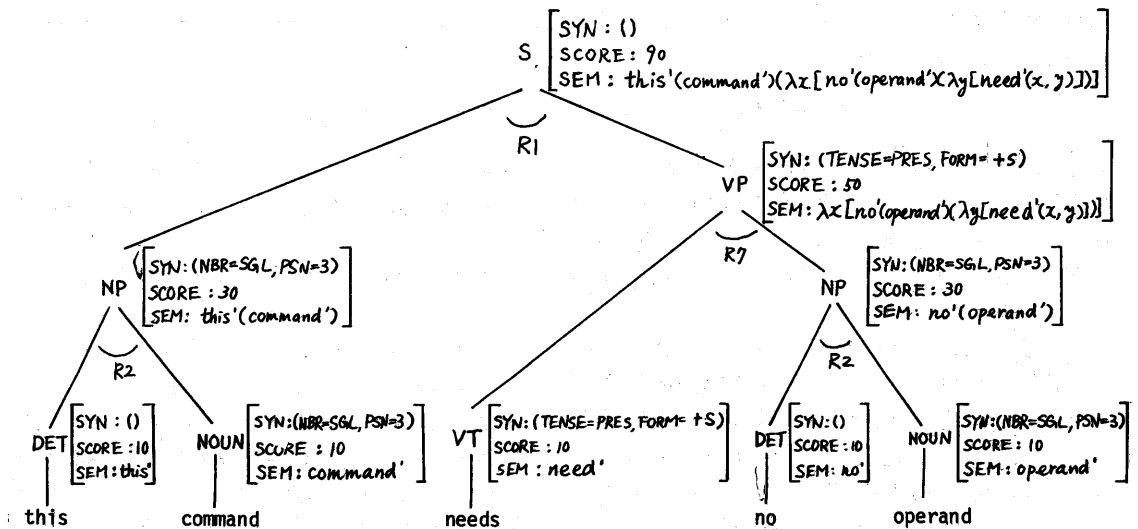 S
SYN : ()
SCORE : 90
SEM : this'(command')(λx[no'(operand')(λy[need'(x, y)])]
R1
VP
SYN: (TENSE=PRES, FORM= +S)
SCORE : 50
SEM: λx[no'(operand')(λy[need'(x, y)])]
R7
NP
SYN:(NBR=SGL, PSN=3)
SCORE : 30
SEM: this'(command')
R2
NP
SYN:(NBR=SGL, PSN=3)
SCORE : 30
SEM: no'(operand')
R2
DET
SYN : ()
SCORE :10
SEM:this'
NOUN
SYN:(NBR=SGL, PSN=3)
SCORE : 10
SEM: command'
VT
SYN: (TENSE=PRES, FORM= +S)
SCORE : 10
SEM : need'
DET
SYN: ()
SCORE :10
SEM: no'
NOUN
SYN:(NBR=SGL, PSN=3)
SCORE : 10
SEM : operand'
this command needs no operand